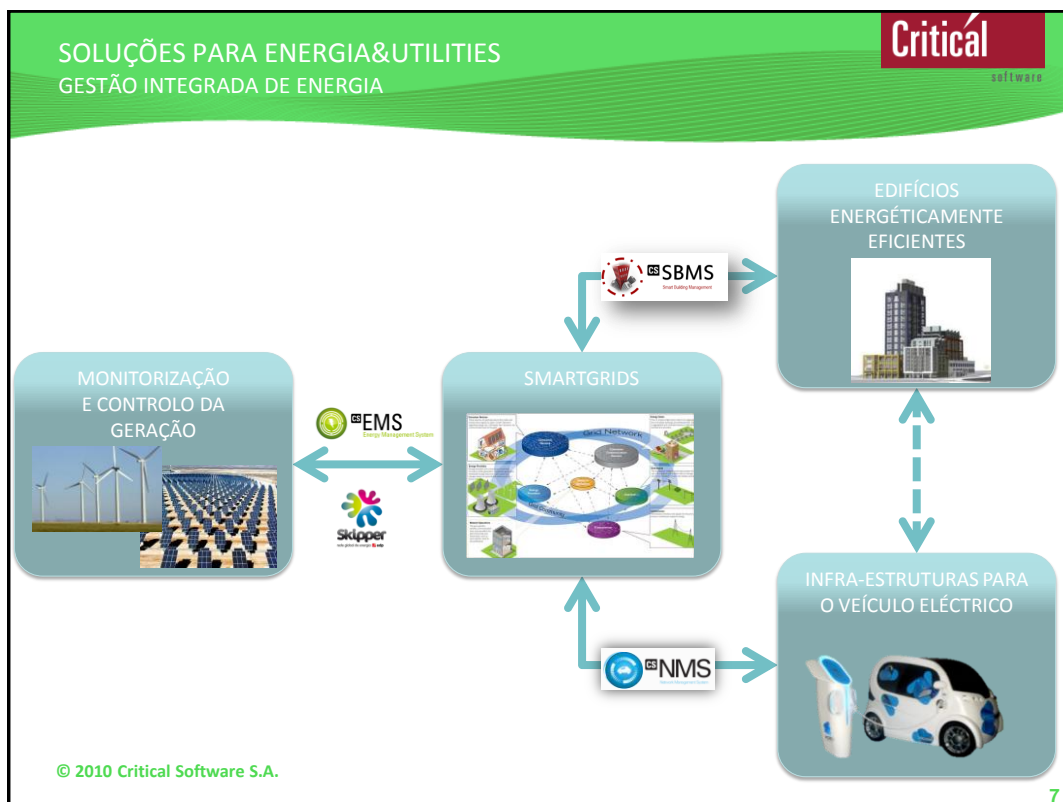 SOLUÇÕES PARA ENERGIA&UTILITIES
GESTÃO INTEGRADA DE ENERGIA
Critical
software
EDIFÍCIOS
ENERGÉTICAMENTE
EFICIENTES
CS SBMS
Smart Building Management
MONITORIZAÇÃO
E CONTROLO DA
GERAÇÃO
CS EMS
Energy Management System
Skipper
SMARTGRIDS
Grid Network
INFRA-ESTRUTURAS PARA
O VEÍCULO ELÉCTRICO
CS NMS
© 2010 Critical Software S.A.
7